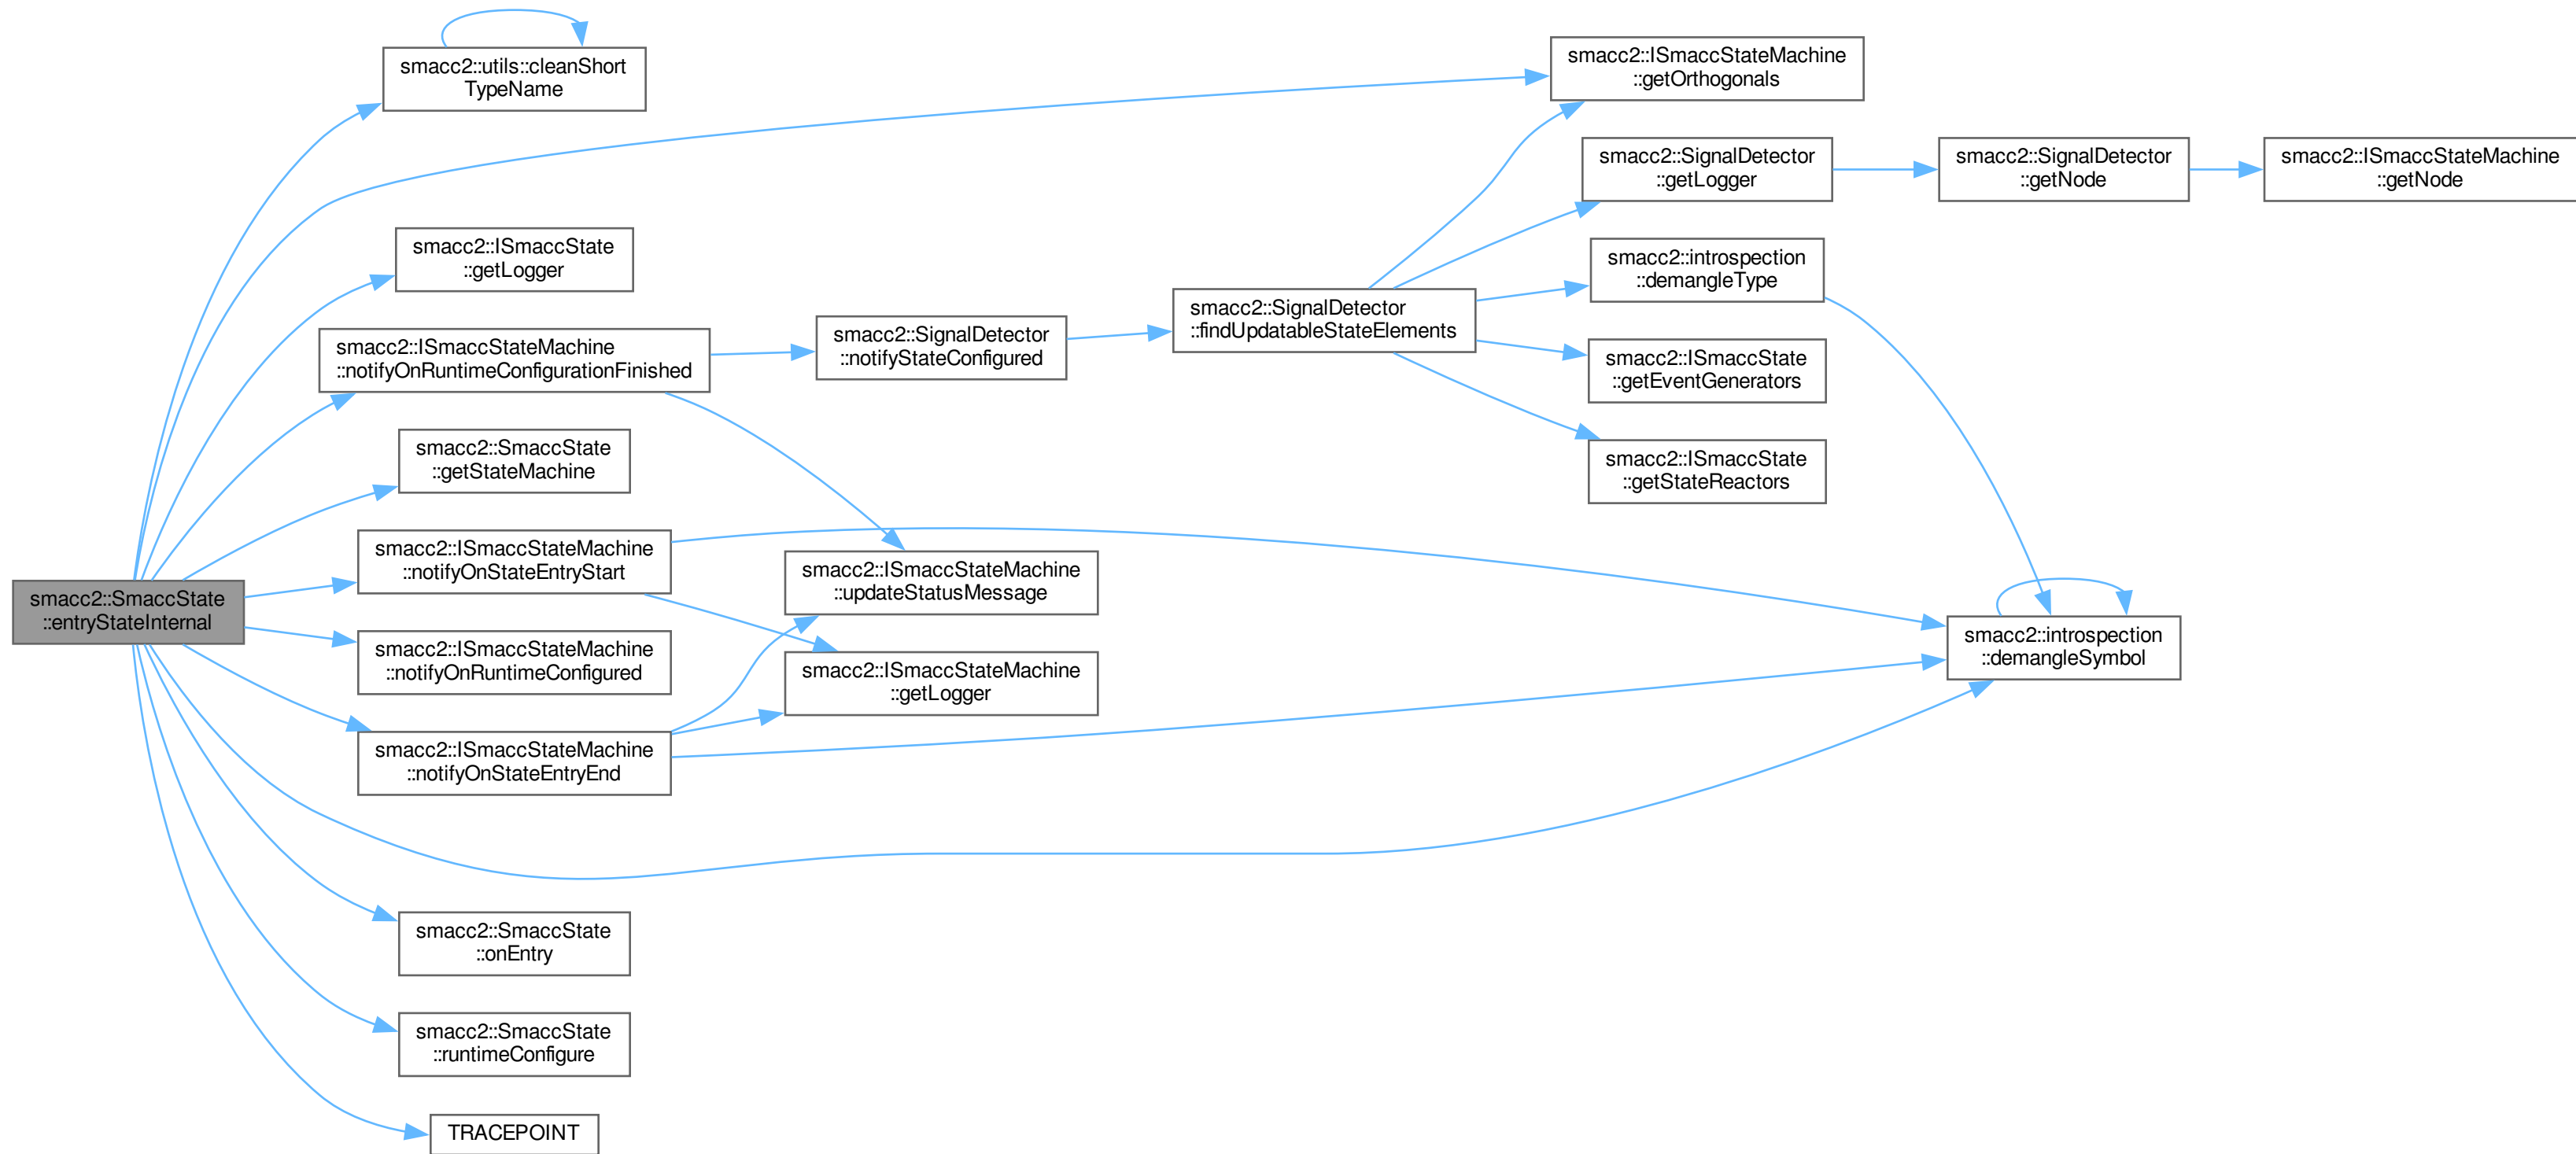 smacc2::SmaccState
::entryStateInternal
smacc2::utils::cleanShort
TypeName
smacc2::ISmaccState
::getLogger
smacc2::ISmaccStateMachine
::notifyOnRuntimeConfigurationFinished
smacc2::SmaccState
::getStateMachine
smacc2::ISmaccStateMachine
::notifyOnStateEntryStart
smacc2::ISmaccStateMachine
::notifyOnRuntimeConfigured
smacc2::ISmaccStateMachine
::notifyOnStateEntryEnd
smacc2::SmaccState
::onEntry
smacc2::SmaccState
::runtimeConfigure
TRACEPOINT
smacc2::SignalDetector
::notifyStateConfigured
smacc2::ISmaccStateMachine
::updateStatusMessage
smacc2::ISmaccStateMachine
::getLogger
smacc2::SignalDetector
::findUpdatableStateElements
smacc2::ISmaccStateMachine
::getOrthogonals
smacc2::SignalDetector
::getLogger
smacc2::introspection
::demangleType
smacc2::ISmaccState
::getEventGenerators
smacc2::ISmaccState
::getStateReactors
smacc2::SignalDetector
::getNode
smacc2::introspection
::demangleSymbol
smacc2::ISmaccStateMachine
::getNode